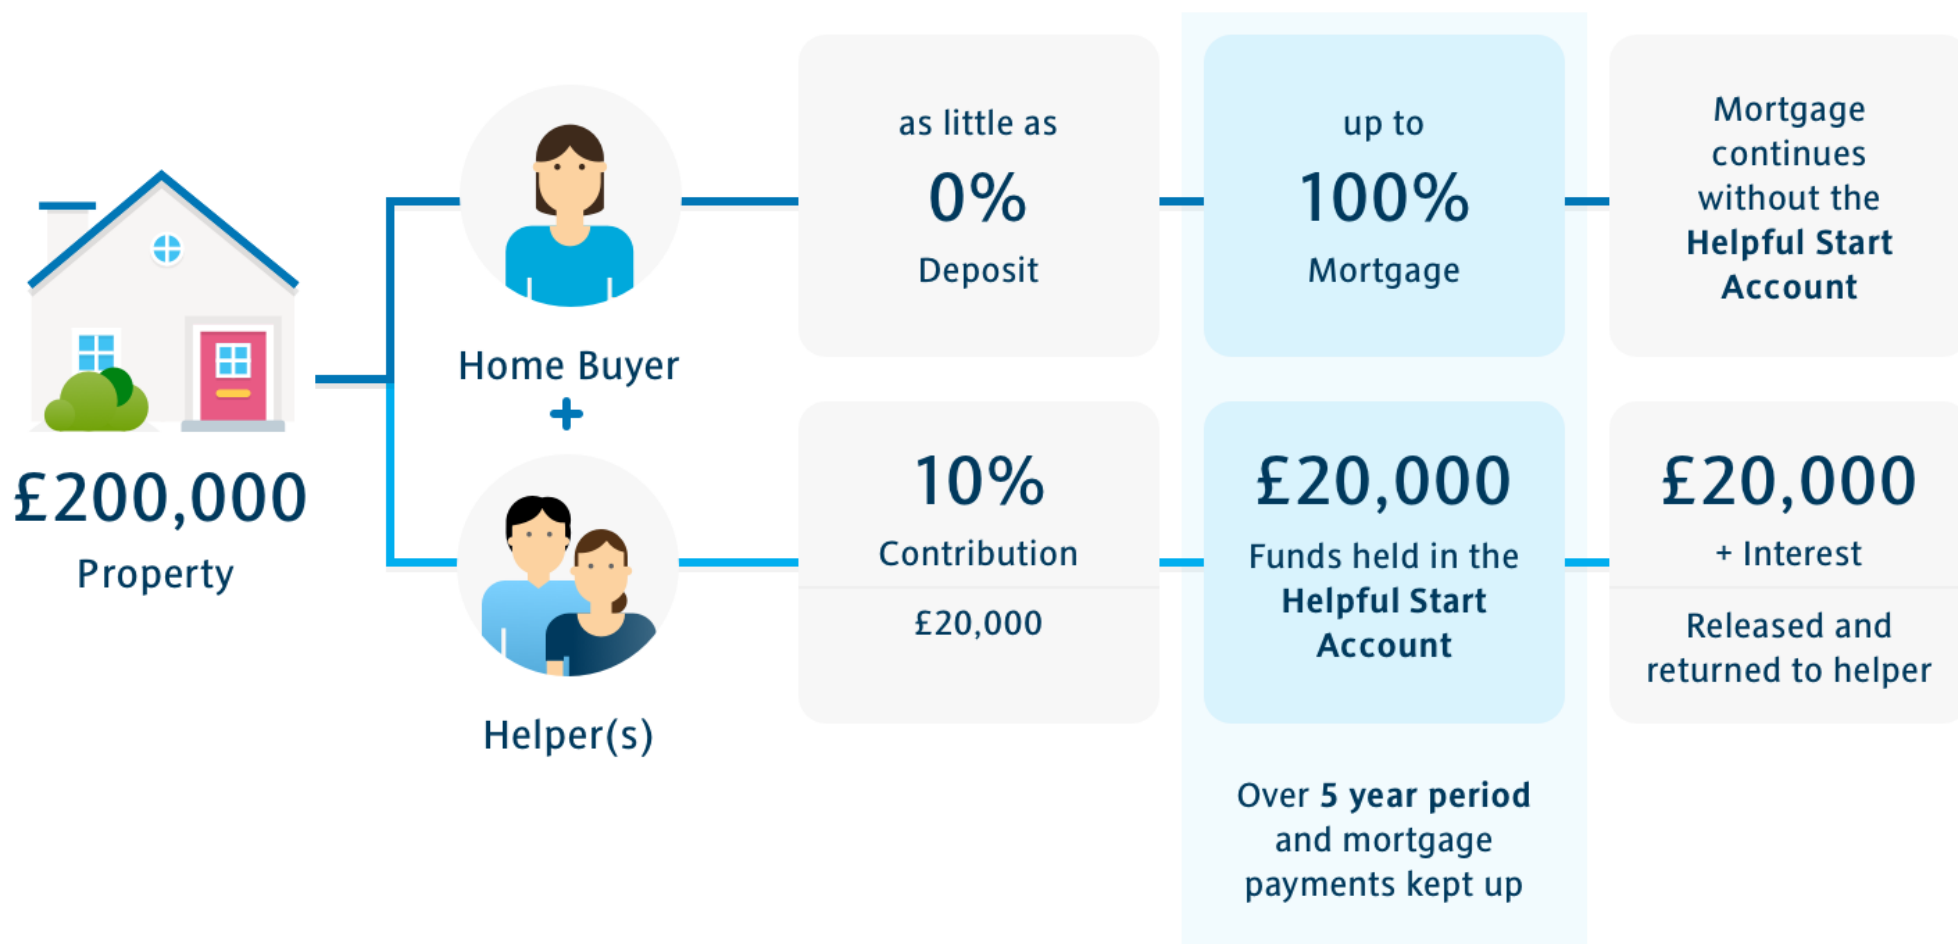 £200,000
Property
Home Buyer
+
Helper(s)
as little as
0%
Deposit
up to
100%
Mortgage
Mortgage
continues
without the
Helpful Start
Account
10%
Contribution
£20,000
£20,000
Funds held in the
Helpful Start
Account
£20,000
+ Interest
Released and
returned to helper
Over 5 year period
and mortgage
payments kept up